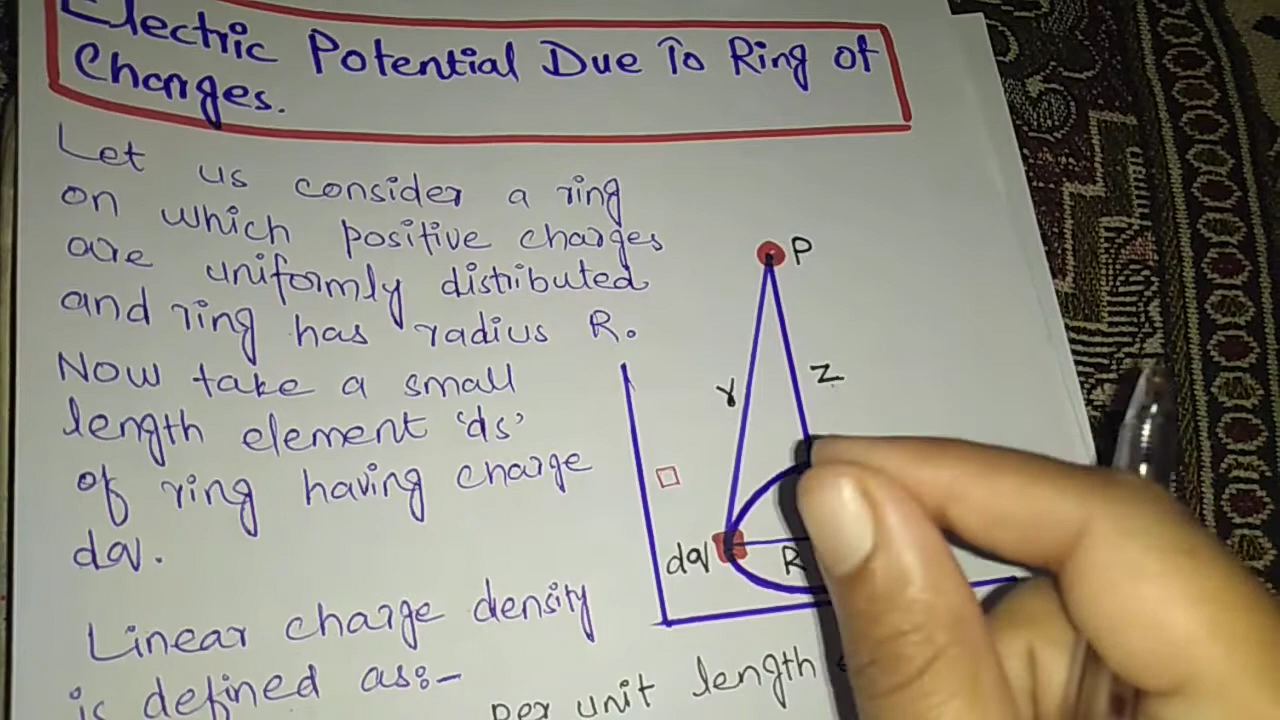 Electric Potential Due To Ring of
Charges.
Let us consider a ring
on which positive charges
are uniformly distributed
and ring has radius R.
Now take a small
length element 'ds'
of ring having charge
dq.
Linear charge density
is defined as:-
per unit length
P
r
z
dq
R